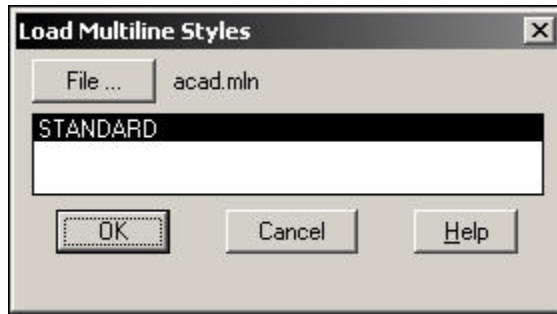 Load Multiline Styles
File ... acad.mln
STANDARD
OK Cancel Help